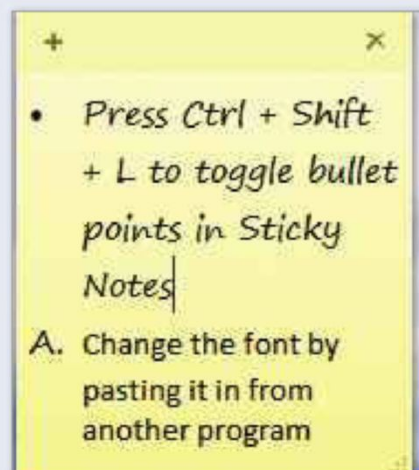 • Press Ctrl + Shift
+ L to toggle bullet
points in Sticky
Notes
A. Change the font by
pasting it in from
another program